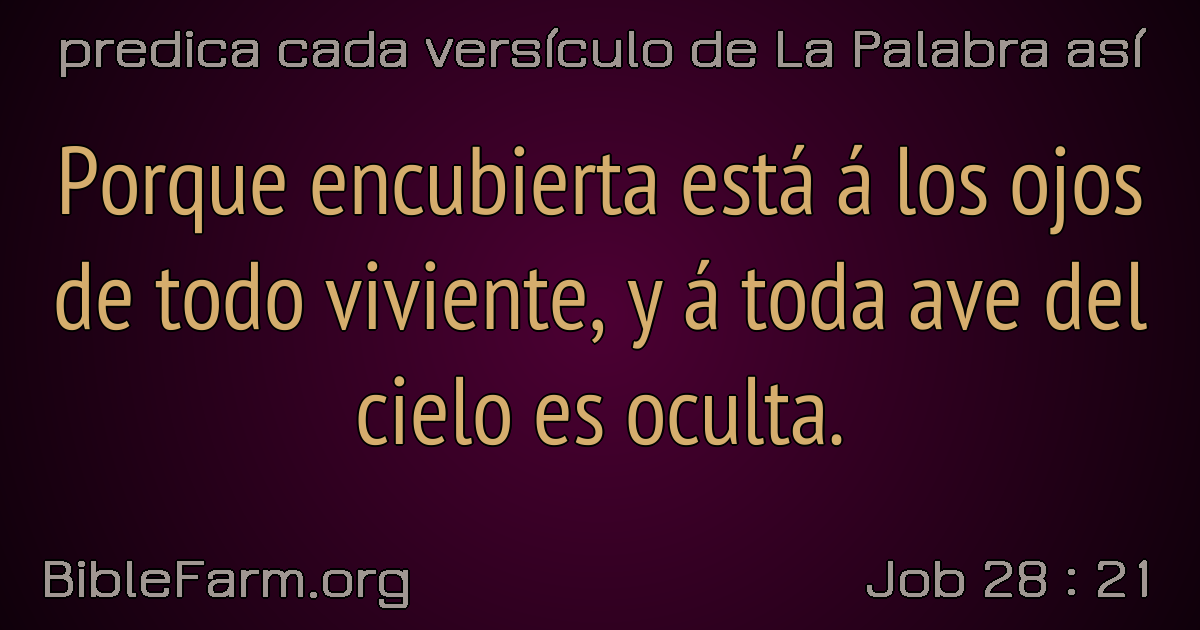 predica cada versículo de La Palabra así
Porque encubierta está á los ojos
de todo viviente, y á toda ave del
cielo es oculta.
BibleFarm.org
Job 28 : 21